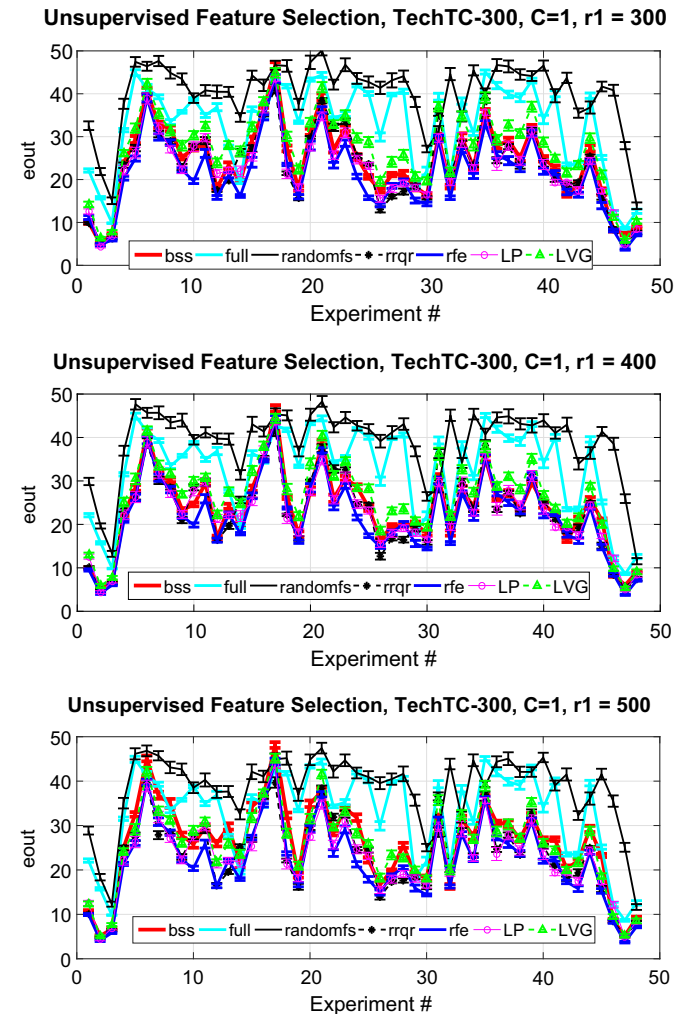 Unsupervised Feature Selection, TechTC-300, C=1, r1 = 300
50
40
30
20
10
0
eout
bss full randomfs rrqr rfe LP LVG
0 10 20 30 40 50
Experiment #
Unsupervised Feature Selection, TechTC-300, C=1, r1 = 400
50
40
30
20
10
0
eout
bss full randomfs rrqr rfe LP LVG
0 10 20 30 40 50
Experiment #
Unsupervised Feature Selection, TechTC-300, C=1, r1 = 500
50
40
30
20
10
0
eout
bss full randomfs rrqr rfe LP LVG
0 10 20 30 40 50
Experiment #